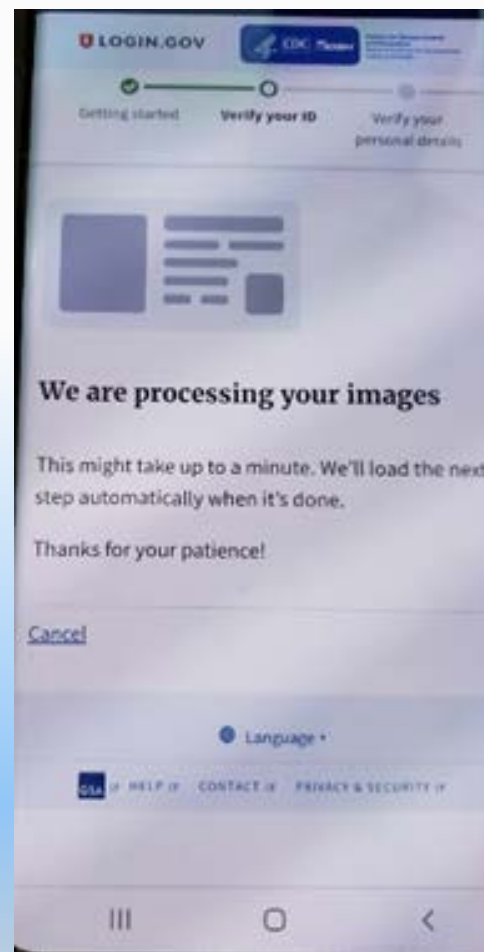 LOGIN.GOV
CDC
Getting started
Verify your ID
Verify your
personal details
We are processing your images
This might take up to a minute. We'll load the next
step automatically when it's done.
Thanks for your patience!
Cancel
Language
GSA HELP CONTACT PRIVACY & SECURITY